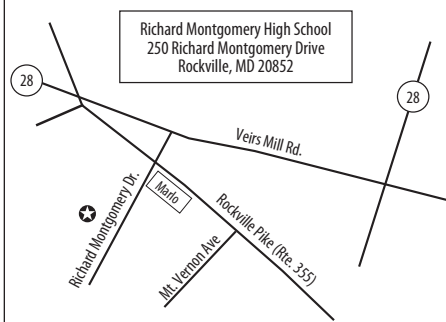 Richard Montgomery High School
250 Richard Montgomery Drive
Rockville, MD 20852
28
28
Veirs Mill Rd.
Marlo
Richard Montgomery Dr.
Rockville Pike (Rte. 355)
Mt. Vernon Ave